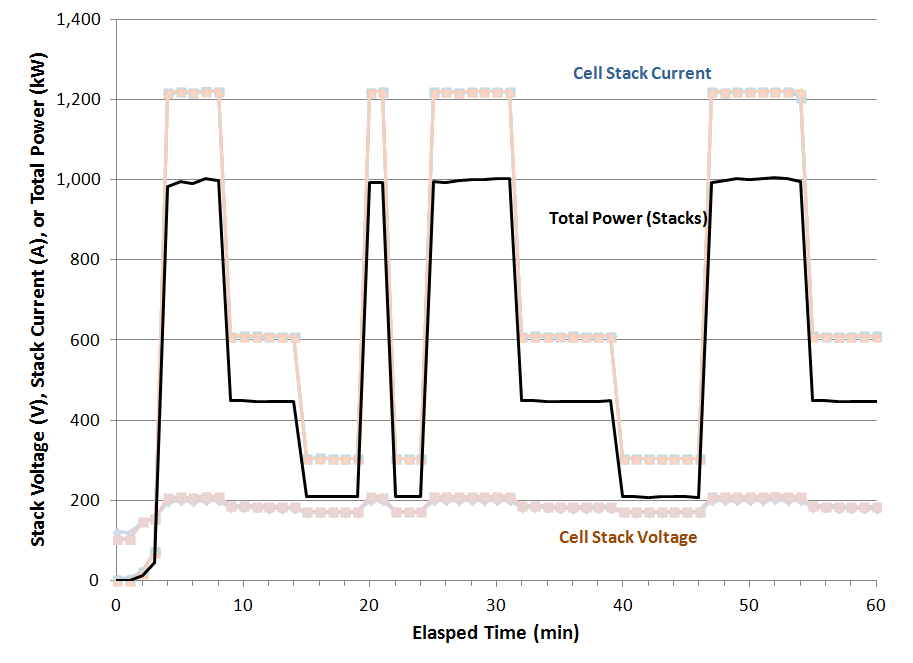 1,400
1,200
1,000
800
600
400
200
0
Stack Voltage (V), Stack Current (A), or Total Power (kW)
Cell Stack Current
Total Power (Stacks)
Cell Stack Voltage
0 10 20 30 40 50 60
Elasped Time (min)